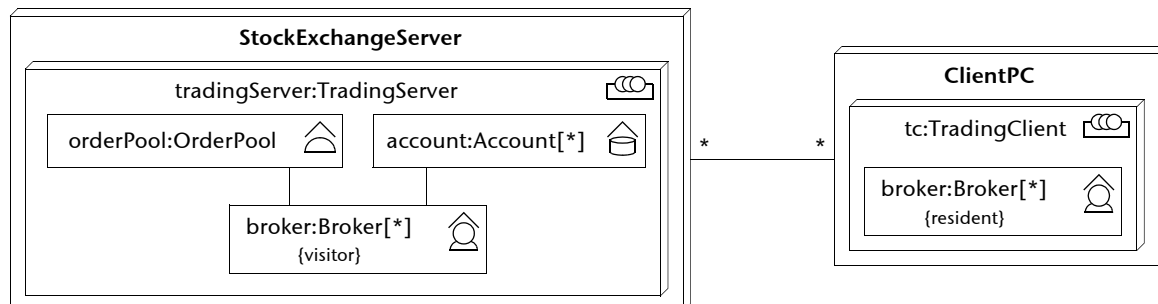 StockExchangeServer
tradingServer:TradingServer
orderPool:OrderPool
account:Account[*]
broker:Broker[*]
{visitor}
*
*
ClientPC
tc:TradingClient
broker:Broker[*]
{resident}